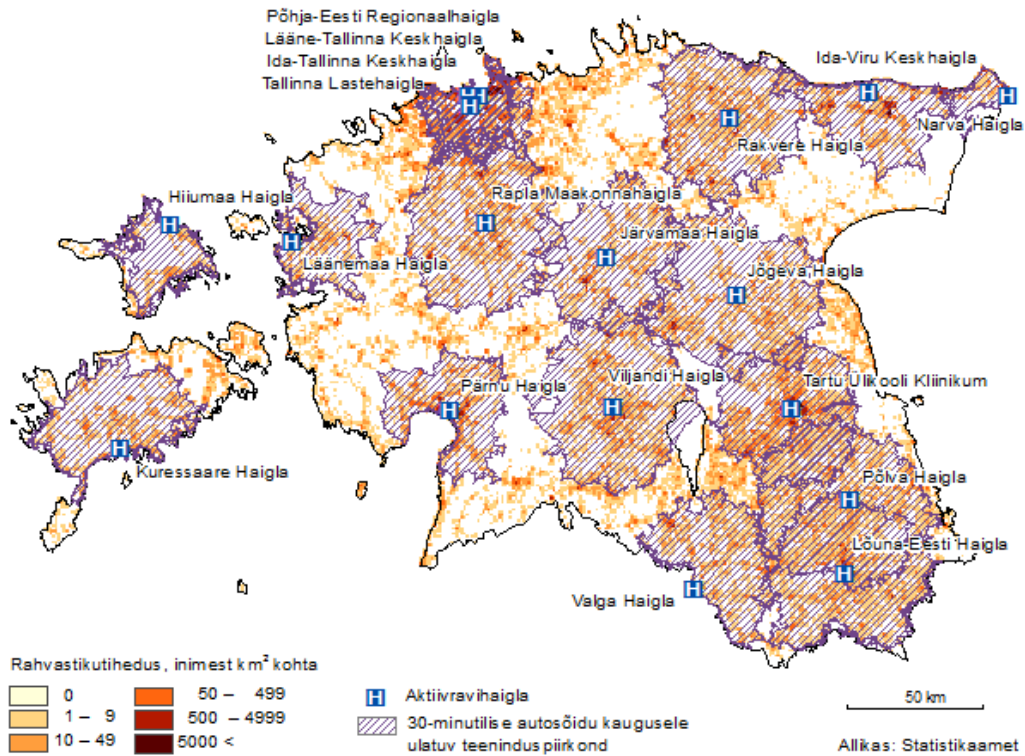 Põhja-Eesti Regionaalhaigla
Lääne-Tallinna Keskhaigla
Ida-Tallinna Keskhaigla
Tallinna Lastehaigla
Ida-Viru Keskhaigla
H
H
H
H
H
H
Narva Haigla
Rakvere Haigla
Hiiumaa Haigla
Rapla Maakonnahaigla
H
H
Järvamaa Haigla
H
H
Läänemaa Haigla
Jõgeva Haigla
H
Pärnu Haigla
Viljandi Haigla
Tartu Ulikooli Kliinikum
H
H
H
H
Kuressaare Haigla
Põlva Haigla
H
Lõuna-Eesti Haigla
H
H
Valga Haigla
Rahvastikutihedus, inimest km² kohta
0
1 – 9
10 – 49
50 – 499
500 – 4999
5000 <
H Aktiivravihaigla
30-minutilise autosõidu kaugusele
ulatuv teeninduspiirkond
50 km
Allikas: Statistikaamet